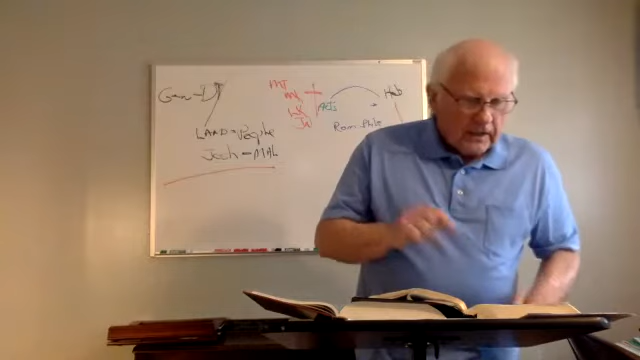 Gen-DT
LAND-People
Josh-MAL
MT
MK
LK
JN
ACTS
Rom-Phile
Heb